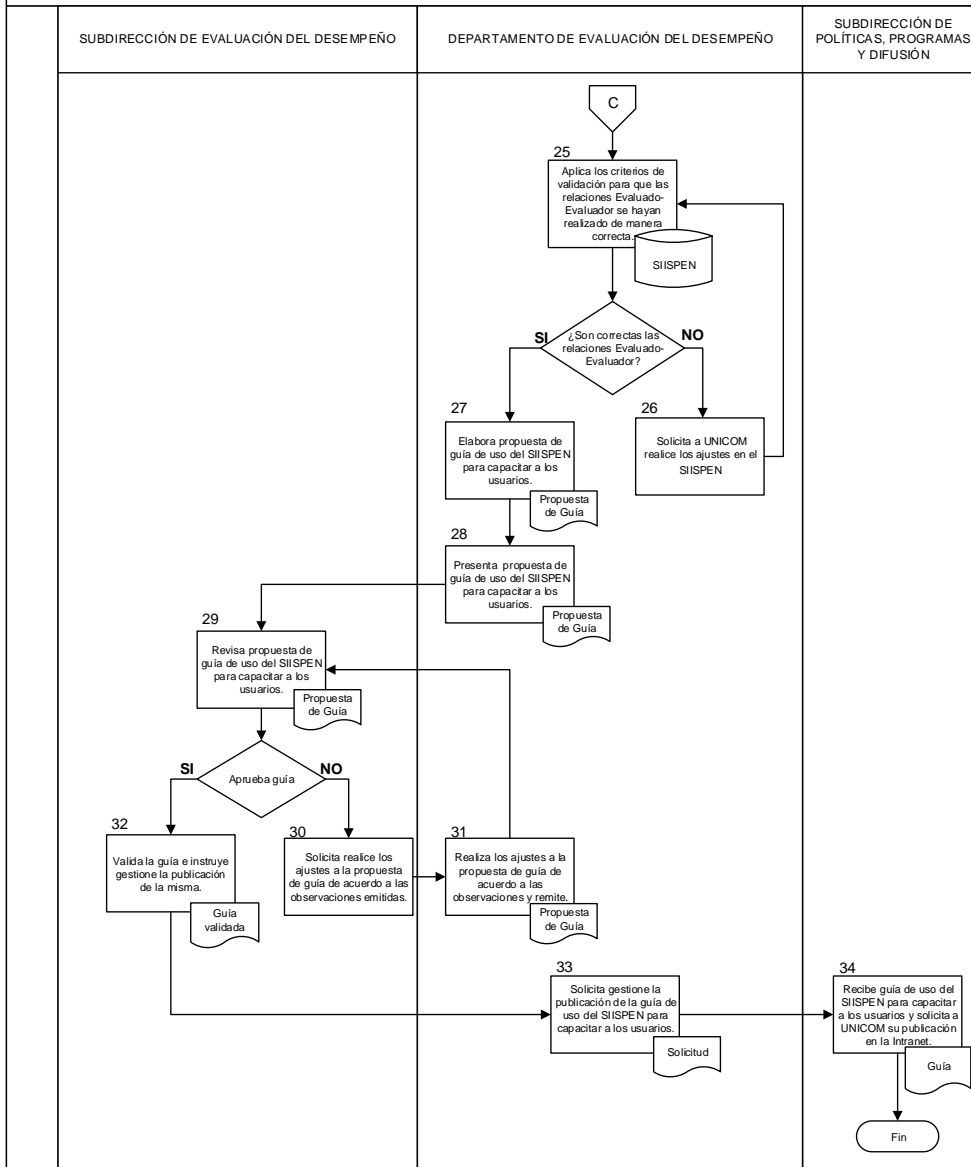 SUBDIRECCIÓN DE EVALUACIÓN DEL DESEMPEÑO
DEPARTAMENTO DE EVALUACIÓN DEL DESEMPEÑO
SUBDIRECCIÓN DE
POLÍTICAS, PROGRAMAS
Y DIFUSIÓN
C
25
Aplica los criterios de
validación para que las
relaciones Evaluado-
Evaluador se hayan
realizado de manera
correcta.
SIISPEN
¿Son correctas las
relaciones Evaluado-
Evaluador?
SI
NO
27
Elabora propuesta de
guía de uso del SIISPEN
para capacitar a los
usuarios.
Propuesta
de Guía
26
Solicita a UNICOM
realice los ajustes en el
SIISPEN
28
Presenta propuesta de
guía de uso del SIISPEN
para capacitar a los
usuarios.
Propuesta
de Guía
29
Revisa propuesta de
guía de uso del SIISPEN
para capacitar a los
usuarios.
Propuesta
de Guía
SI
Aprueba guía
NO
32
Valida la guía e instruye
gestione la publicación
de la misma.
Guía
validada
30
Solicita realice los
ajustes a la propuesta
de guía de acuerdo a las
observaciones emitidas.
31
Realiza los ajustes a la
propuesta de guía de
acuerdo a las
observaciones y remite.
Propuesta
de Guía
33
Solicita gestione la
publicación de la guía de
uso del SIISPEN para
capacitar a los usuarios.
Solicitud
34
Recibe guía de uso del
SIISPEN para capacitar
a los usuarios y solicita a
UNICOM su publicación
en la Intranet.
Guía
Fin